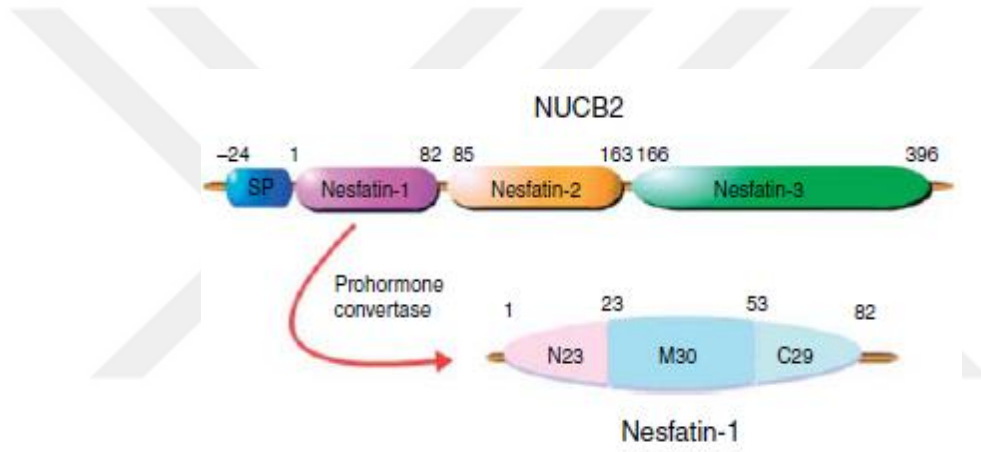 NUCB2
–24 1 82 85 163 166 396
SP Nesfatin-1 Nesfatin-2 Nesfatin-3
Prohormone
convertase
1 23 53 82
N23 M30 C29
Nesfatin-1